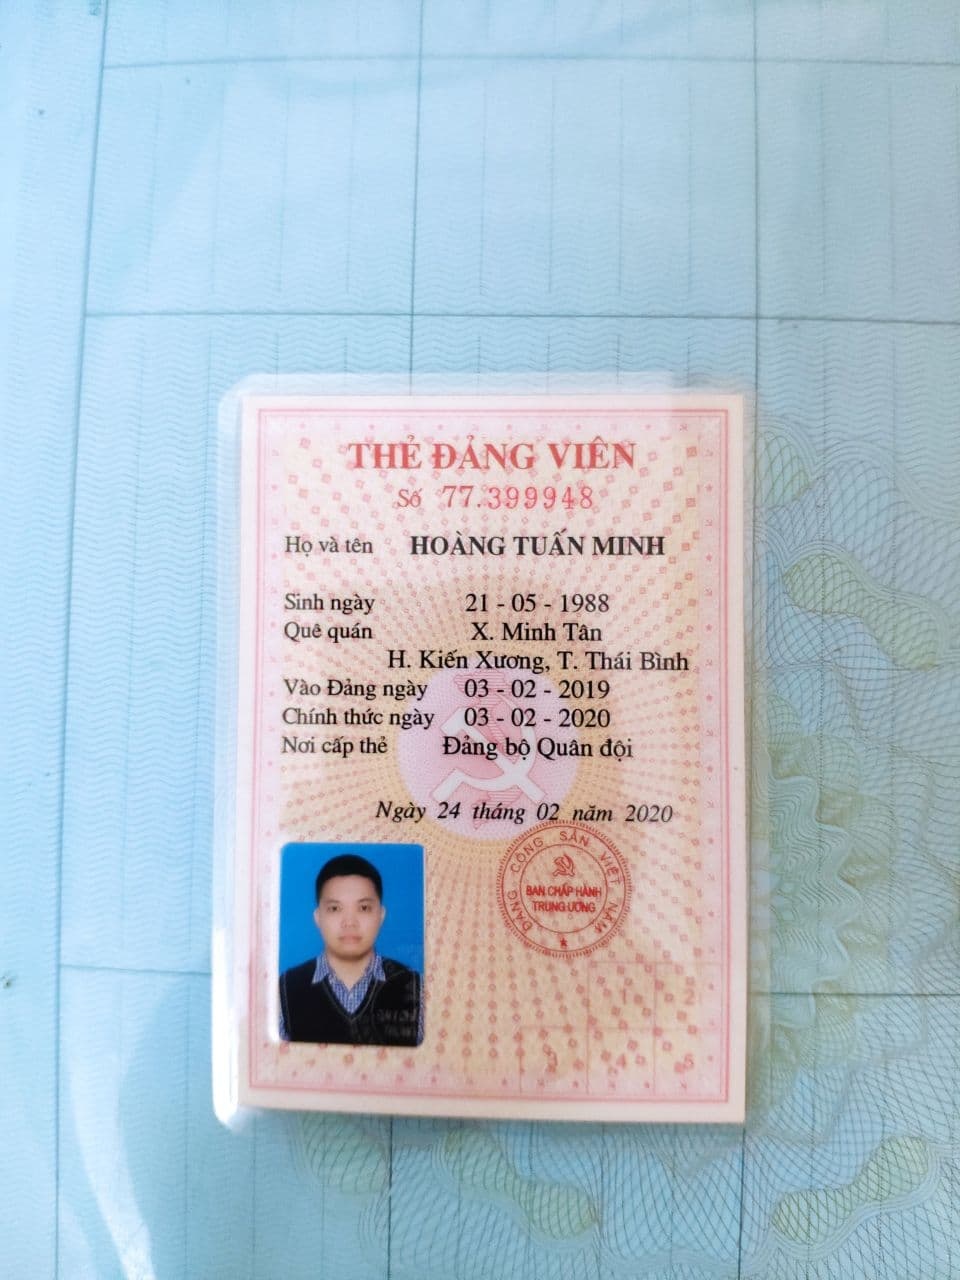 THẺ ĐẢNG VIÊN
Số 77.399948
Họ và tên HOÀNG TUẤN MINH
Sinh ngày 21 - 05 - 1988
Quê quán X. Minh Tân
H. Kiến Xương, T. Thái Bình
Vào Đảng ngày 03 - 02 - 2019
Chính thức ngày 03 - 02 - 2020
Nơi cấp thẻ Đảng bộ Quân đội
Ngày 24 tháng 02 năm 2020
ĐẢNG CỘNG SẢN VIỆT NAM
BAN CHẤP HÀNH
TRUNG ƯƠNG
1 2
3 4 5